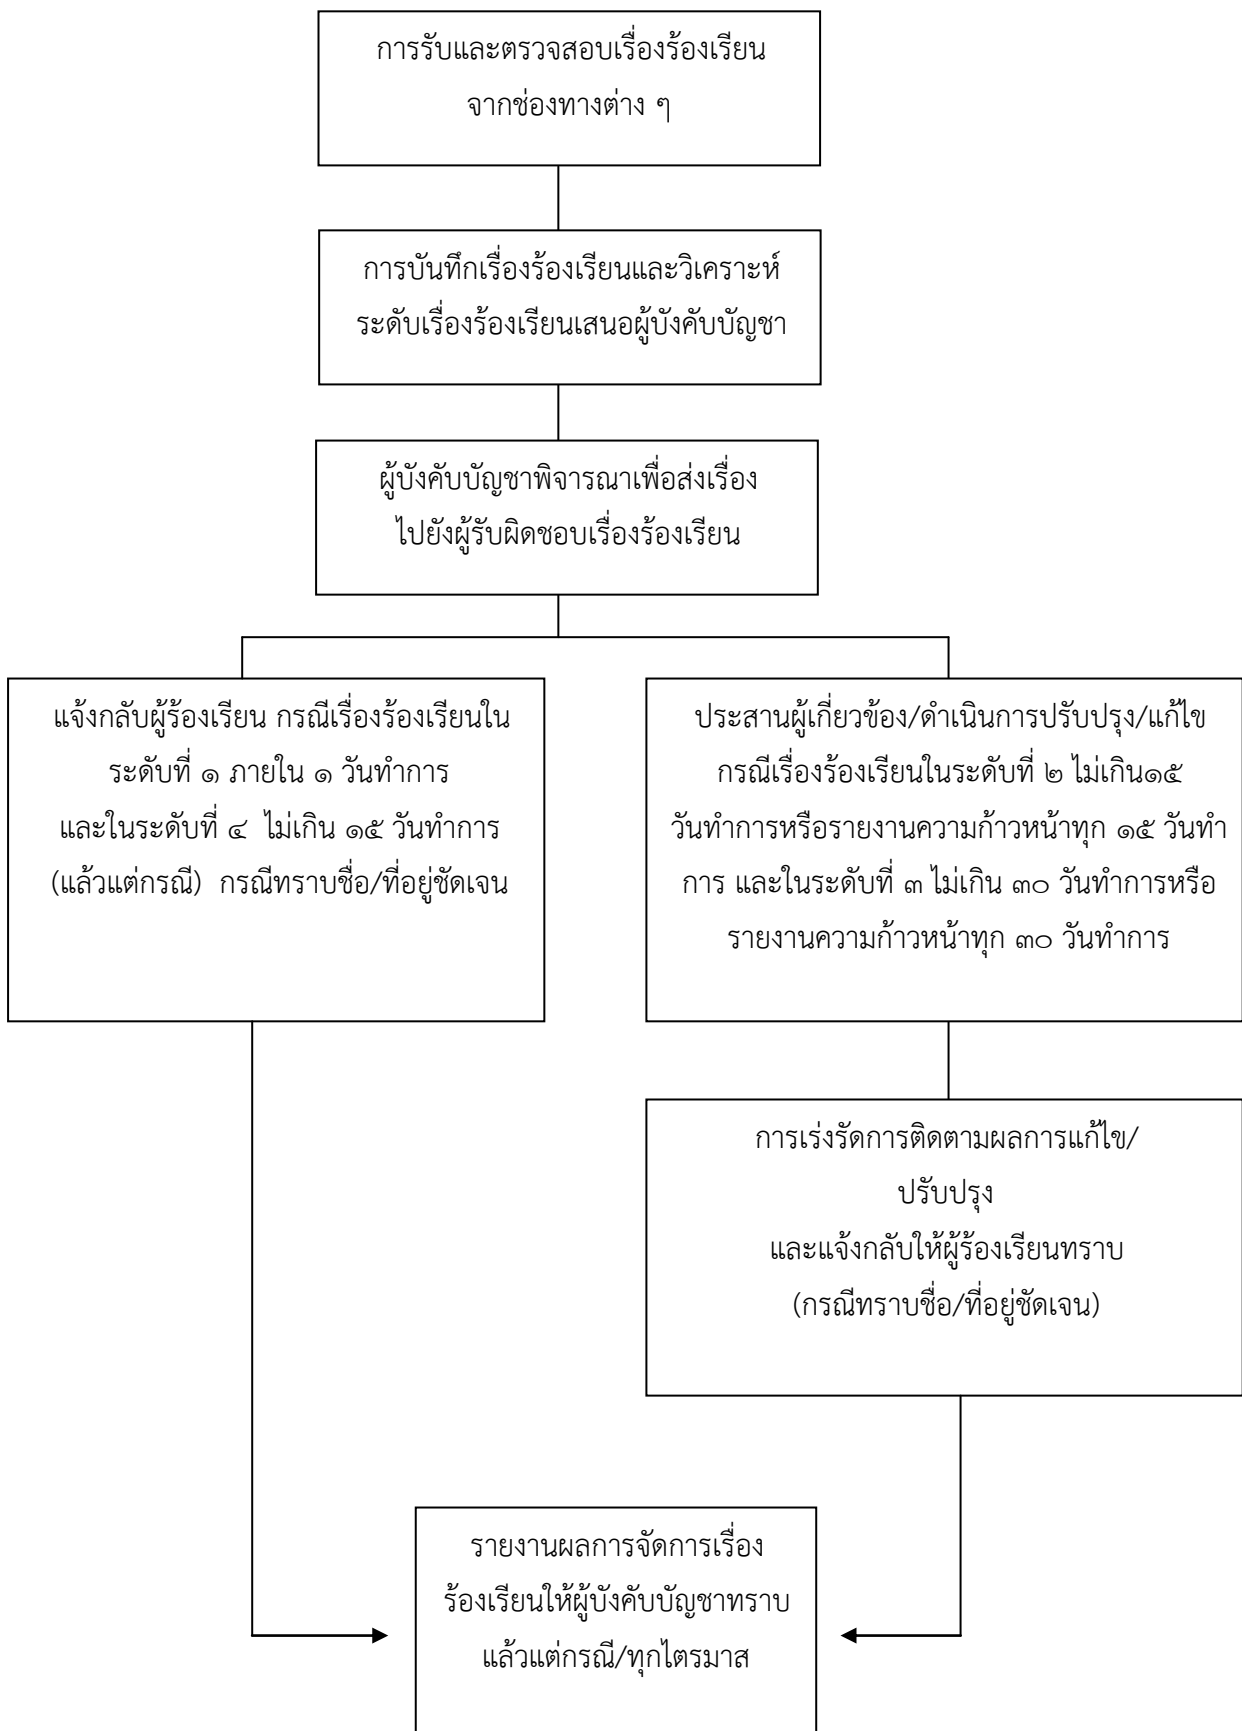 การรับและตรวจสอบเรื่องร้องเรียน
จากช่องทางต่าง ๆ
การบันทึกเรื่องร้องเรียนและวิเคราะห์
ระดับเรื่องร้องเรียนเสนอผู้บังคับบัญชา
ผู้บังคับบัญชาพิจารณาเพื่อส่งเรื่อง
ไปยังผู้รับผิดชอบเรื่องร้องเรียน
แจ้งกลับผู้ร้องเรียน กรณีเรื่องร้องเรียนใน
ระดับที่ ๑ ภายใน ๑ วันทำการ
และในระดับที่ ๔ ไม่เกิน ๑๕ วันทำการ
(แล้วแต่กรณี) กรณีทราบชื่อ/ที่อยู่ชัดเจน
ประสานผู้เกี่ยวข้อง/ดำเนินการปรับปรุง/แก้ไข
กรณีเรื่องร้องเรียนในระดับที่ ๒ ไม่เกิน๑๕
วันทำการหรือรายงานความก้าวหน้าทุก ๑๕ วันทำ
การ และในระดับที่ ๓ ไม่เกิน ๓๐ วันทำการหรือ
รายงานความก้าวหน้าทุก ๓๐ วันทำการ
การเร่งรัดการติดตามผลการแก้ไข/
ปรับปรุง
และแจ้งกลับให้ผู้ร้องเรียนทราบ
(กรณีทราบชื่อ/ที่อยู่ชัดเจน)
รายงานผลการจัดการเรื่อง
ร้องเรียนให้ผู้บังคับบัญชาทราบ
แล้วแต่กรณี/ทุกไตรมาส